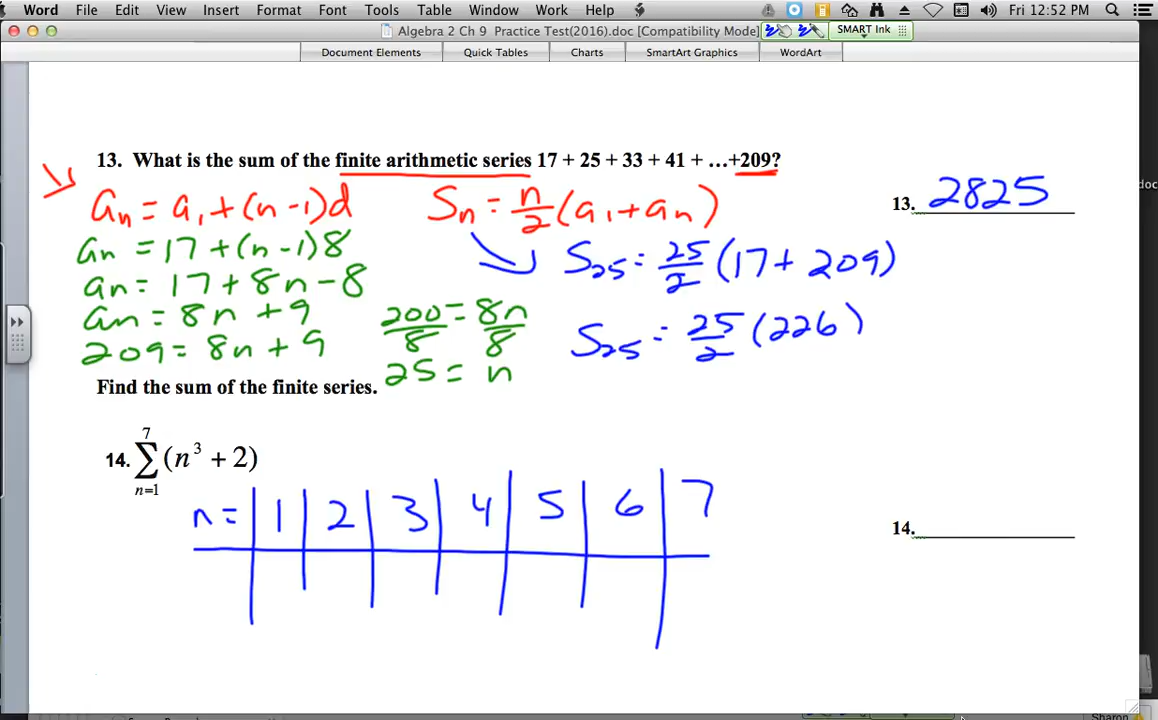 Word File Edit View Insert Format Font Tools Table Window Work Help Fri 12:52 PM
Algebra 2 Ch 9 Practice Test(2016).doc [Compatibility Mode] SMART Ink
Document Elements Quick Tables Charts SmartArt Graphics WordArt
13. What is the sum of the finite arithmetic series 17 + 25 + 33 + 41 + …+209?
an = a1 + (n-1)d
Sn = n/2 (a1 + an)
13. 2825
an = 17 + (n-1)8
S25 = 25/2 (17 + 209)
an = 17 + 8n - 8
an = 8n + 9
200/8 = 8n/8
S25 = 25/2 (226)
209 = 8n + 9
25 = n
Find the sum of the finite series.
14. 7 ∑ n=1 (n³ + 2)
n = 1 2 3 4 5 6 7
14.
Sharon